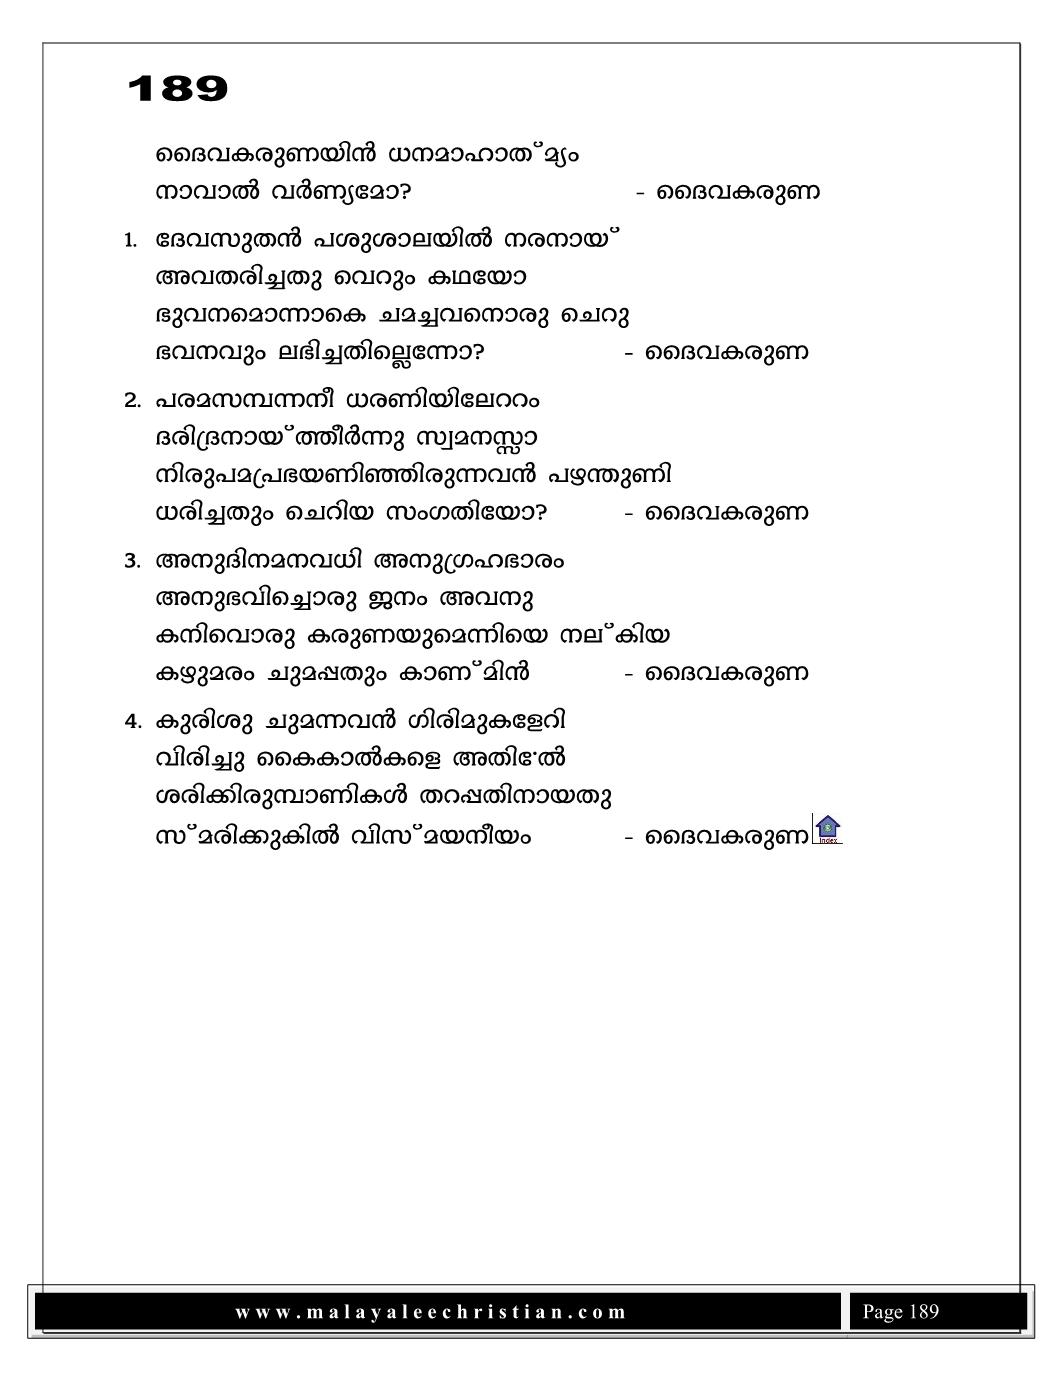 189
ദൈവകരുണയിൻ ധനമാഹാത്മ്യം
നാവാൽ വർണ്യമോ? - ദൈവകരുണ
1. ദേവസുതൻ പശുശാലയിൽ നരനായ്
അവതരിച്ചതു വെറും കഥയോ
ഭുവനമൊന്നാകെ ചമച്ചവനൊരു ചെറു
ഭവനവും ലഭിച്ചതില്ലെന്നോ? - ദൈവകരുണ
2. പരമസമ്പന്നനീ ധരണിയിലേററം
ദരിദ്രനായ്ത്തീർന്നു സ്വമനസ്സാ
നിരുപമപ്രഭയണിഞ്ഞിരുന്നവൻ പഴന്തുണി
ധരിച്ചതും ചെറിയ സംഗതിയോ? - ദൈവകരുണ
3. അനുദിനമനവധി അനുഗ്രഹഭാരം
അനുഭവിച്ചൊരു ജനം അവനു
കനിവൊരു കരുണയുമെന്നിയെ നല്കിയ
കഴുമരം ചുമപ്പതും കാണ്മിൻ - ദൈവകരുണ
4. കുരിശു ചുമന്നവൻ ഗിരിമുകളേറി
വിരിച്ചു കൈകാൽകളെ
ശരിക്കിരുമ്പാണികൾ തറപ്പതിനായതു
സ്മരിക്കുകിൽ വിസ്മയനീയം - ദൈവകരുണ
Index
www.malayaleechristian.com
Page 189